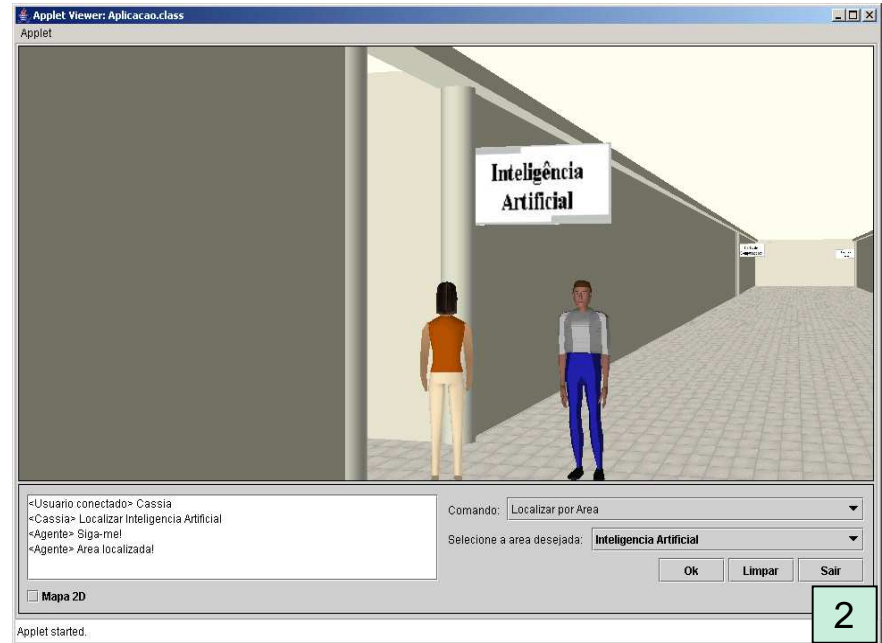 Applet Viewer: Aplicacao.class
Applet
Inteligência
Artificial
<Usuario conectado> Cassia
<Cassia> Localizar Inteligencia Artificial
<Agente> Siga-me!
<Agente> Area localizada!
Comando: Localizar por Area
Selecione a area desejada: Inteligencia Artificial
Ok Limpar Sair
Mapa 2D
Applet started.
2